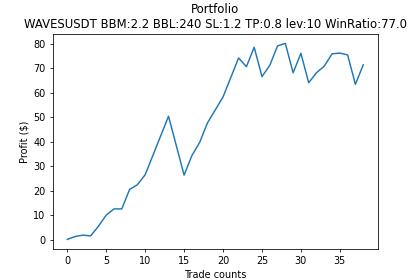 Portfolio
WAVESUSDT BBM:2.2 BBL:240 SL:1.2 TP:0.8 lev:10 WinRatio:77.0
80
70
60
50
40
30
20
10
0
Profit ($)
0 5 10 15 20 25 30 35
Trade counts